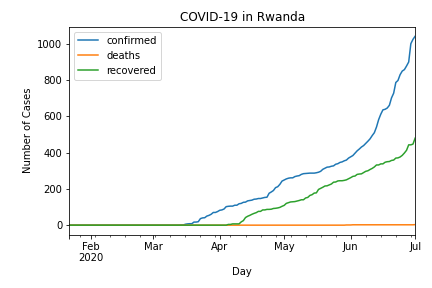 COVID-19 in Rwanda
confirmed
deaths
recovered
Number of Cases
1000
800
600
400
200
0
Feb Mar Apr May Jun Jul
2020
Day